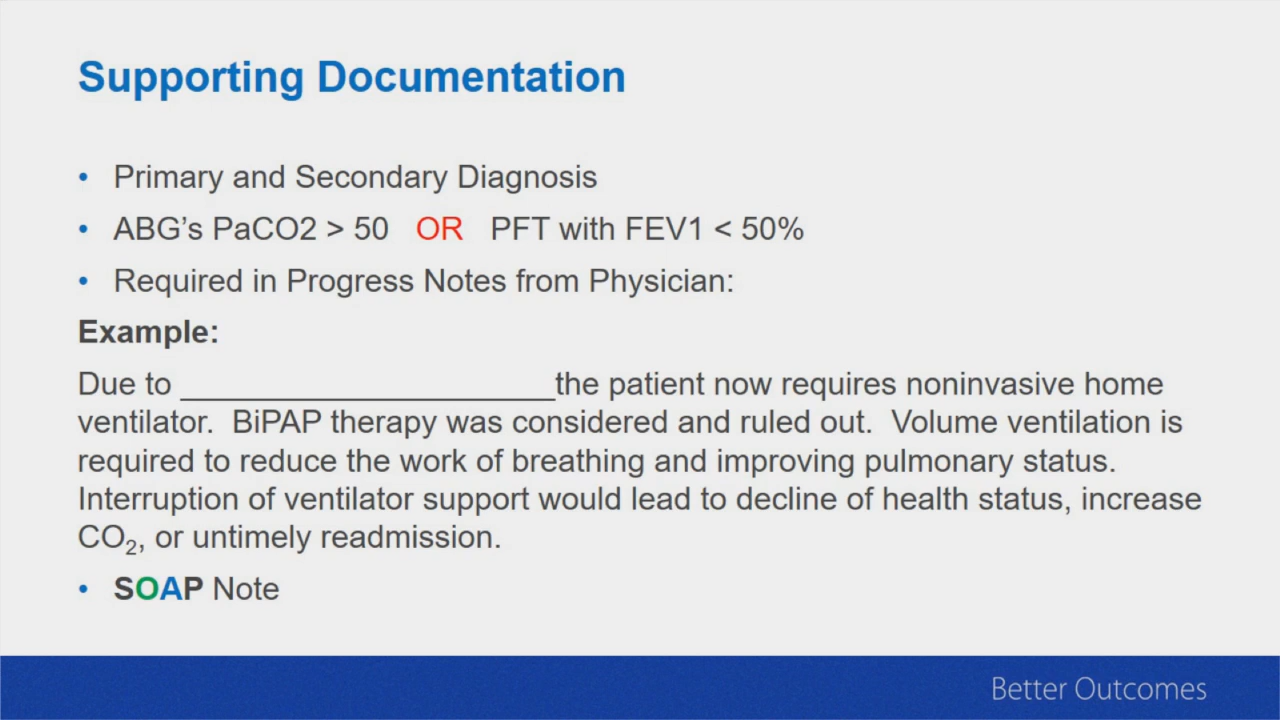 Supporting Documentation
• Primary and Secondary Diagnosis
• ABG’s PaCO2 > 50 OR PFT with FEV1 < 50%
• Required in Progress Notes from Physician:
Example:
Due to _____________________the patient now requires noninvasive home
ventilator. BiPAP therapy was considered and ruled out. Volume ventilation is
required to reduce the work of breathing and improving pulmonary status.
Interruption of ventilator support would lead to decline of health status, increase
CO₂, or untimely readmission.
• SOAP Note
Better Outcomes